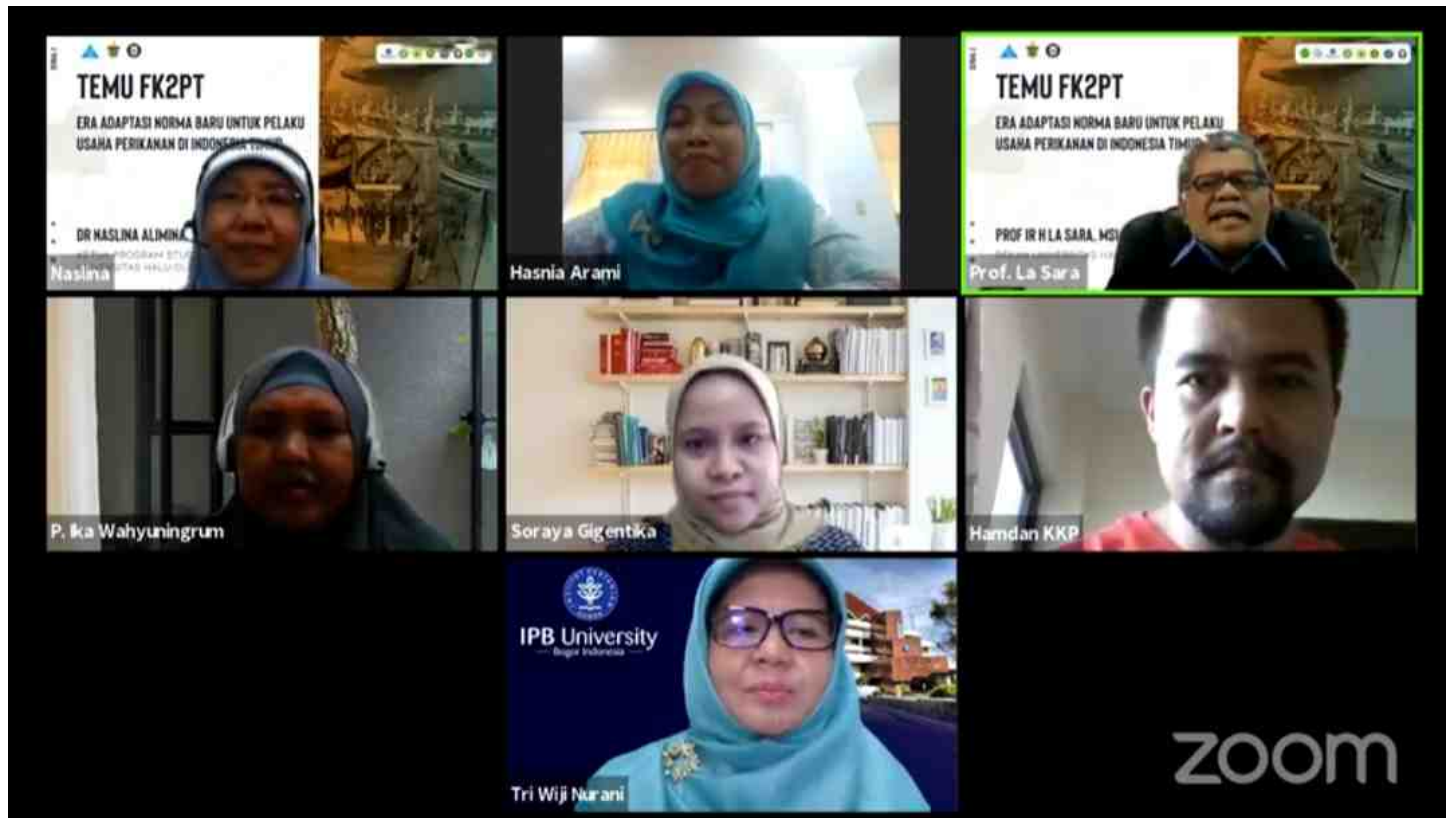 TEMU FK2PT
ERA ADAPTASI NORMA BARU UNTUK PELAKU
USAHA PERIKANAN DI INDONESIA TIMUR
DR NASLINA ALIMINA
Naslina
Hasnia Arami
TEMU FK2PT
ERA ADAPTASI NORMA BARU UNTUK PELAKU
USAHA PERIKANAN DI INDONESIA TIMUR
PROF IR H LA SARA, MSI
Prof. La Sara
P. Ika Wahyuningrum
Soraya Gigentika
Hamdan KKP
IPB University
Bogor Indonesia
Tri Wiji Nurani
zoom